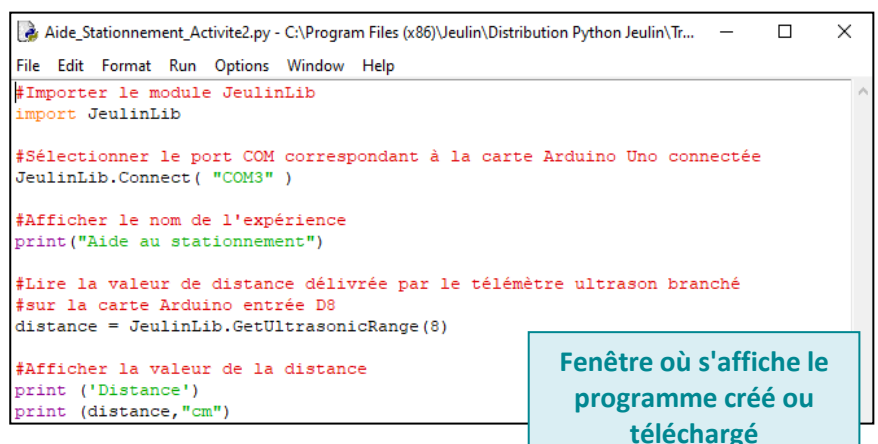 Aide_Stationnement_Activite2.py - C:\Program Files (x86)\Jeulin\Distribution Python Jeulin\Tr...
File Edit Format Run Options Window Help
#Importer le module JeulinLib
import JeulinLib
#Sélectionner le port COM correspondant à la carte Arduino Uno connectée
JeulinLib.Connect( "COM3" )
#Afficher le nom de l'expérience
print("Aide au stationnement")
#Lire la valeur de distance délivrée par le télémètre ultrason branché
#sur la carte Arduino entrée D8
distance = JeulinLib.GetUltrasonicRange(8)
#Afficher la valeur de la distance
print ('Distance')
print (distance,"cm")
Fenêtre où s'affiche le
programme créé ou
téléchargé